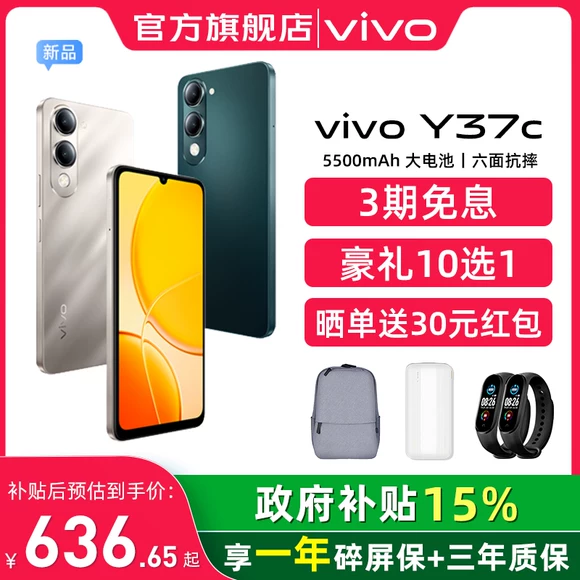 官方旗舰店 vivo
新品
vivo Y37c
5500mAh 大电池 | 六面抗摔
3期免息
豪礼10选1
晒单送30元红包
vivo
08:26
08:26
补贴后预估到手价:
¥636.65起
政府补贴15%
享一年碎屏保+三年质保